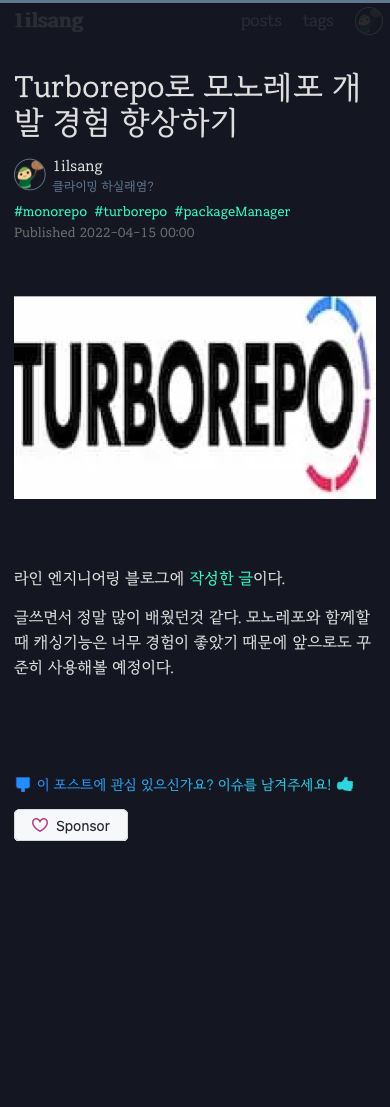 1ilsang
posts tags
Turborepo로 모노레포 개
발 경험 향상하기
1ilsang
클라이밍 하실래염?
#monorepo #turborepo #packageManager
Published 2022-04-15 00:00
TURBOREPO
라인 엔지니어링 블로그에 작성한 글이다.
글쓰면서 정말 많이 배웠던것 같다. 모노레포와 함께할
때 캐싱기능은 너무 경험이 좋았기 때문에 앞으로도 꾸
준히 사용해볼 예정이다.
이 포스트에 관심 있으신가요? 이슈를 남겨주세요!
Sponsor